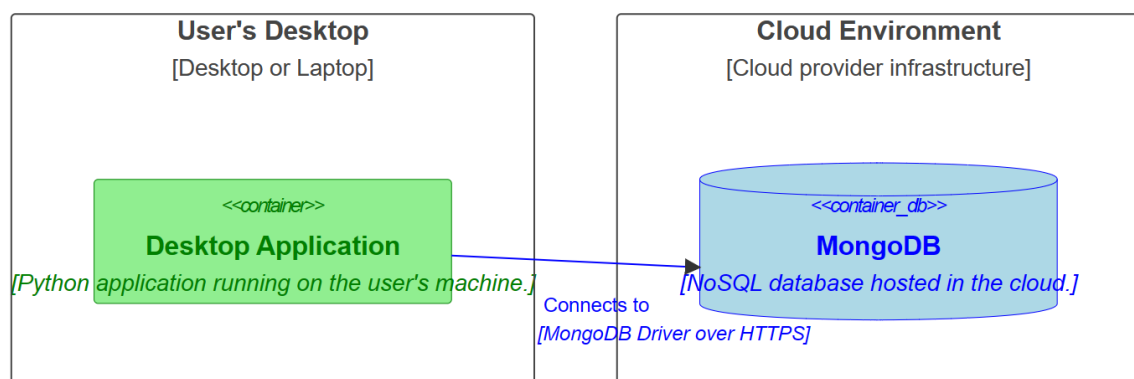 User's Desktop
[Desktop or Laptop]
<<container>>
Desktop Application
[Python application running on the user's machine.]
Connects to
[MongoDB Driver over HTTPS]
Cloud Environment
[Cloud provider infrastructure]
<<container_db>>
MongoDB
[NoSQL database hosted in the cloud.]